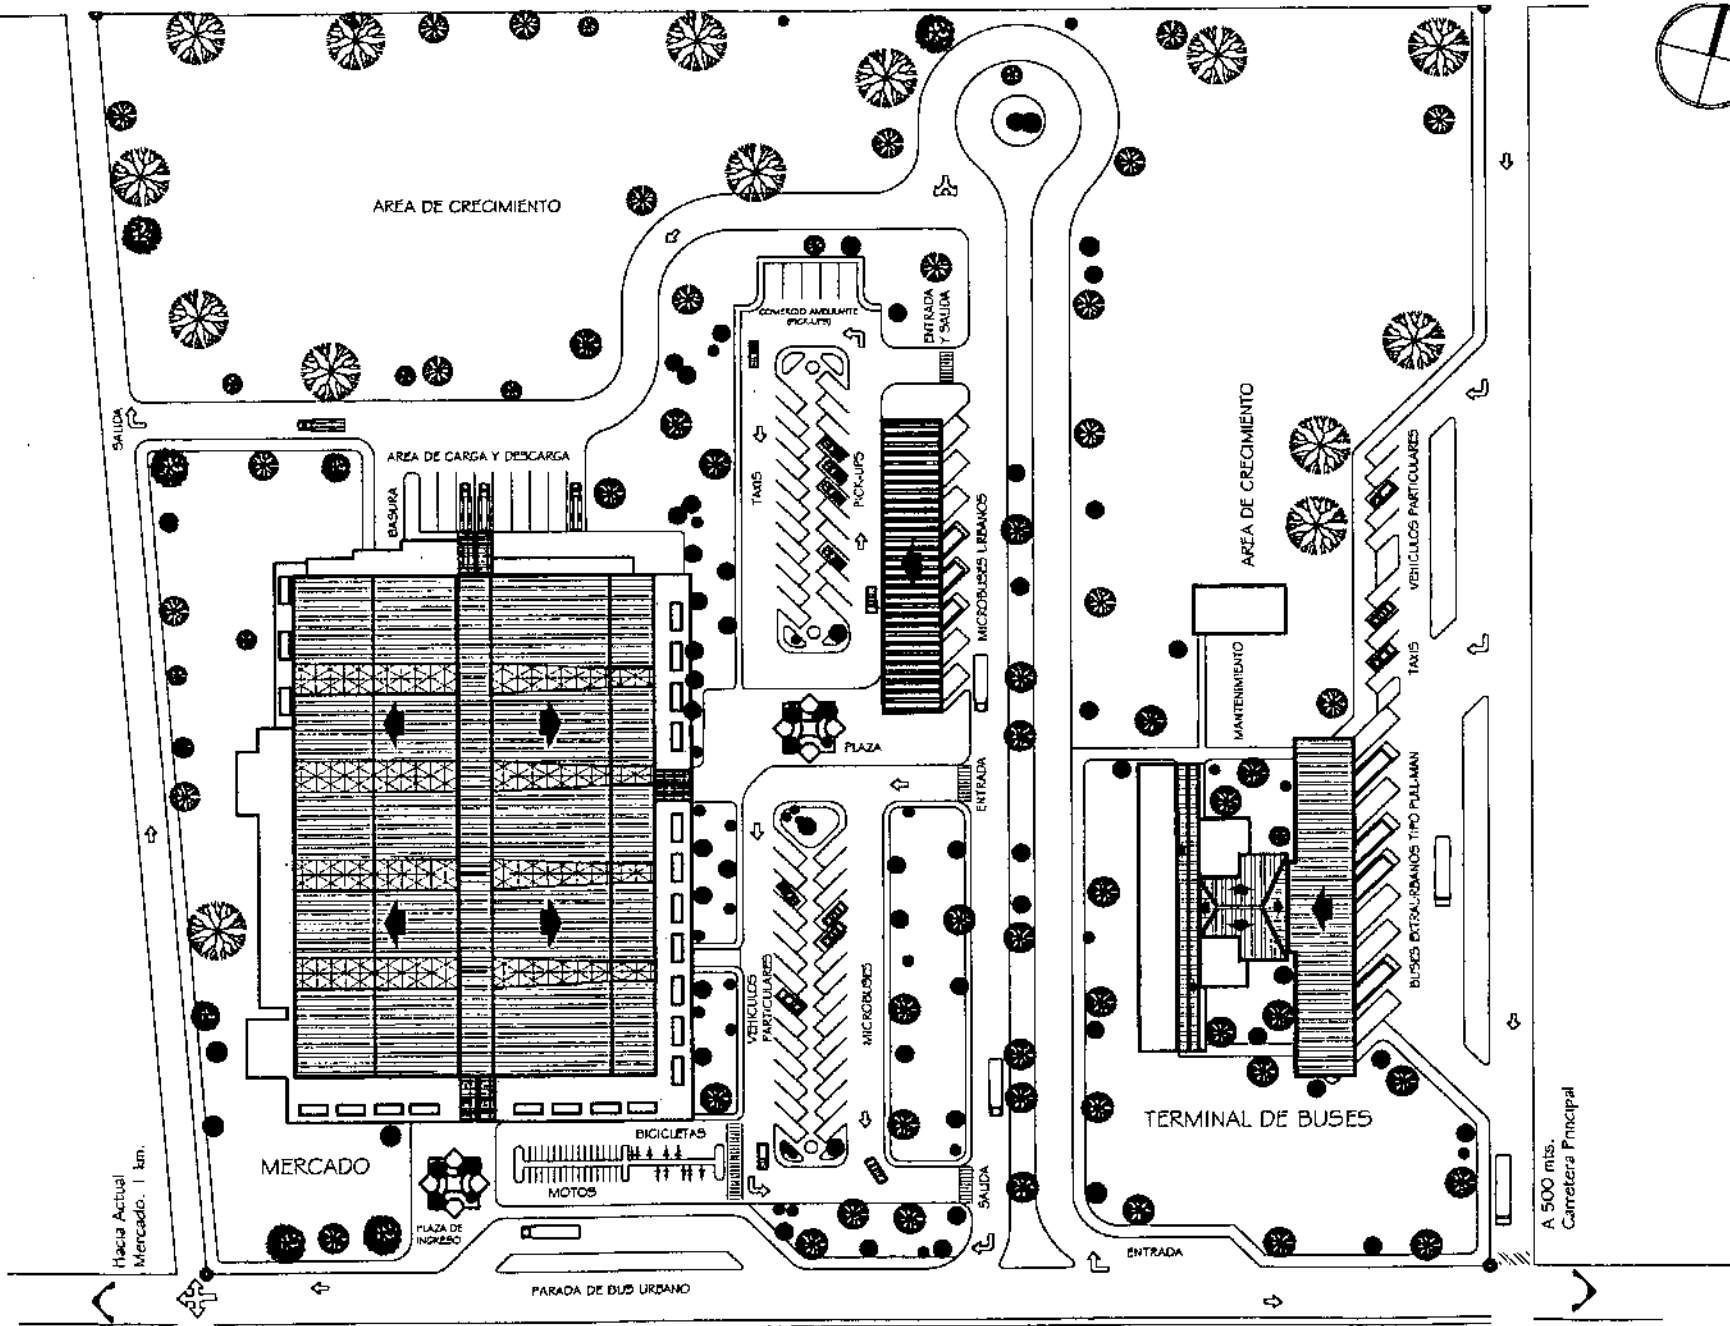 AREA DE CRECIMIENTO
COMERCIO AMBULANTE
(PICK-UPS)
ENTRADA
Y SALIDA
SALIDA
AREA DE CARGA Y DESCARGA
BASURA
TAXIS
PICK-UPS
MICROBUSES URBANOS
AREA DE CRECIMIENTO
VEHICULOS PARTICULARES
TAXIS
MANTENIMIENTO
PLAZA
ENTRADA
BUSES EXTRAURBANOS TIPO PULLMAN
VEHICULOS
PARTICULARES
MICROBUSES
TERMINAL DE BUSES
MERCADO
BICICLETAS
MOTOS
SALIDA
PLAZA DE
INGRESO
Hacia Actual
Mercado. 1 km.
A 500 mts.
Carretera Principal
ENTRADA
PARADA DE BUS URBANO